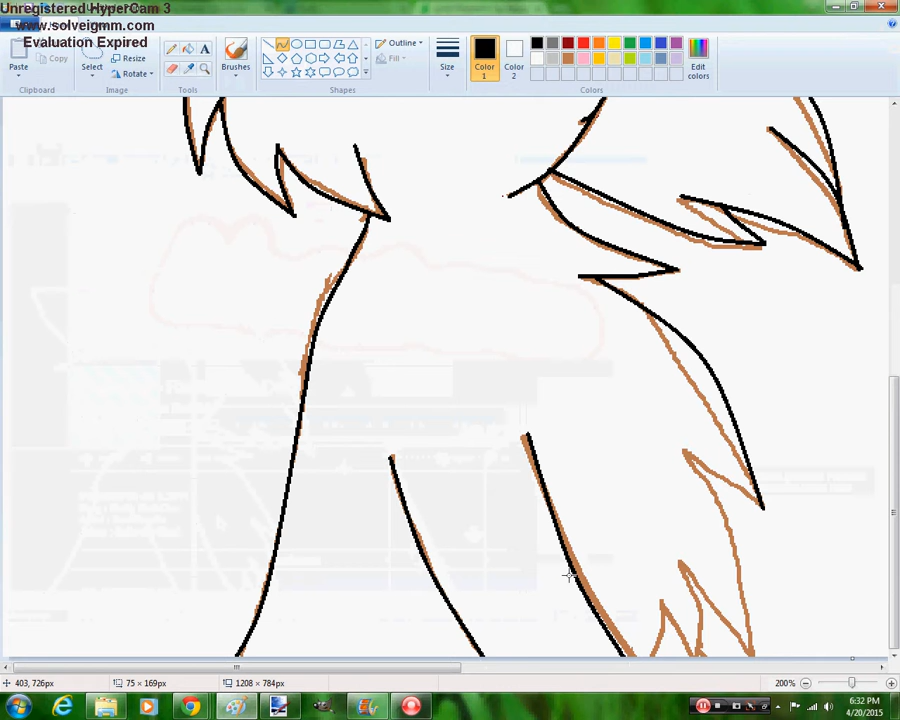 Unregistered HyperCam 3
www.solveigmm.com
Evaluation Expired
Paste
Copy
Select
Resize
Rotate
A
Brushes
Outline
Fill
Size
Color 1
Color 2
Edit colors
Clipboard
Image
Tools
Shapes
Colors
403, 726px
75 × 169px
1208 × 784px
200%
6:32 PM
4/20/2015